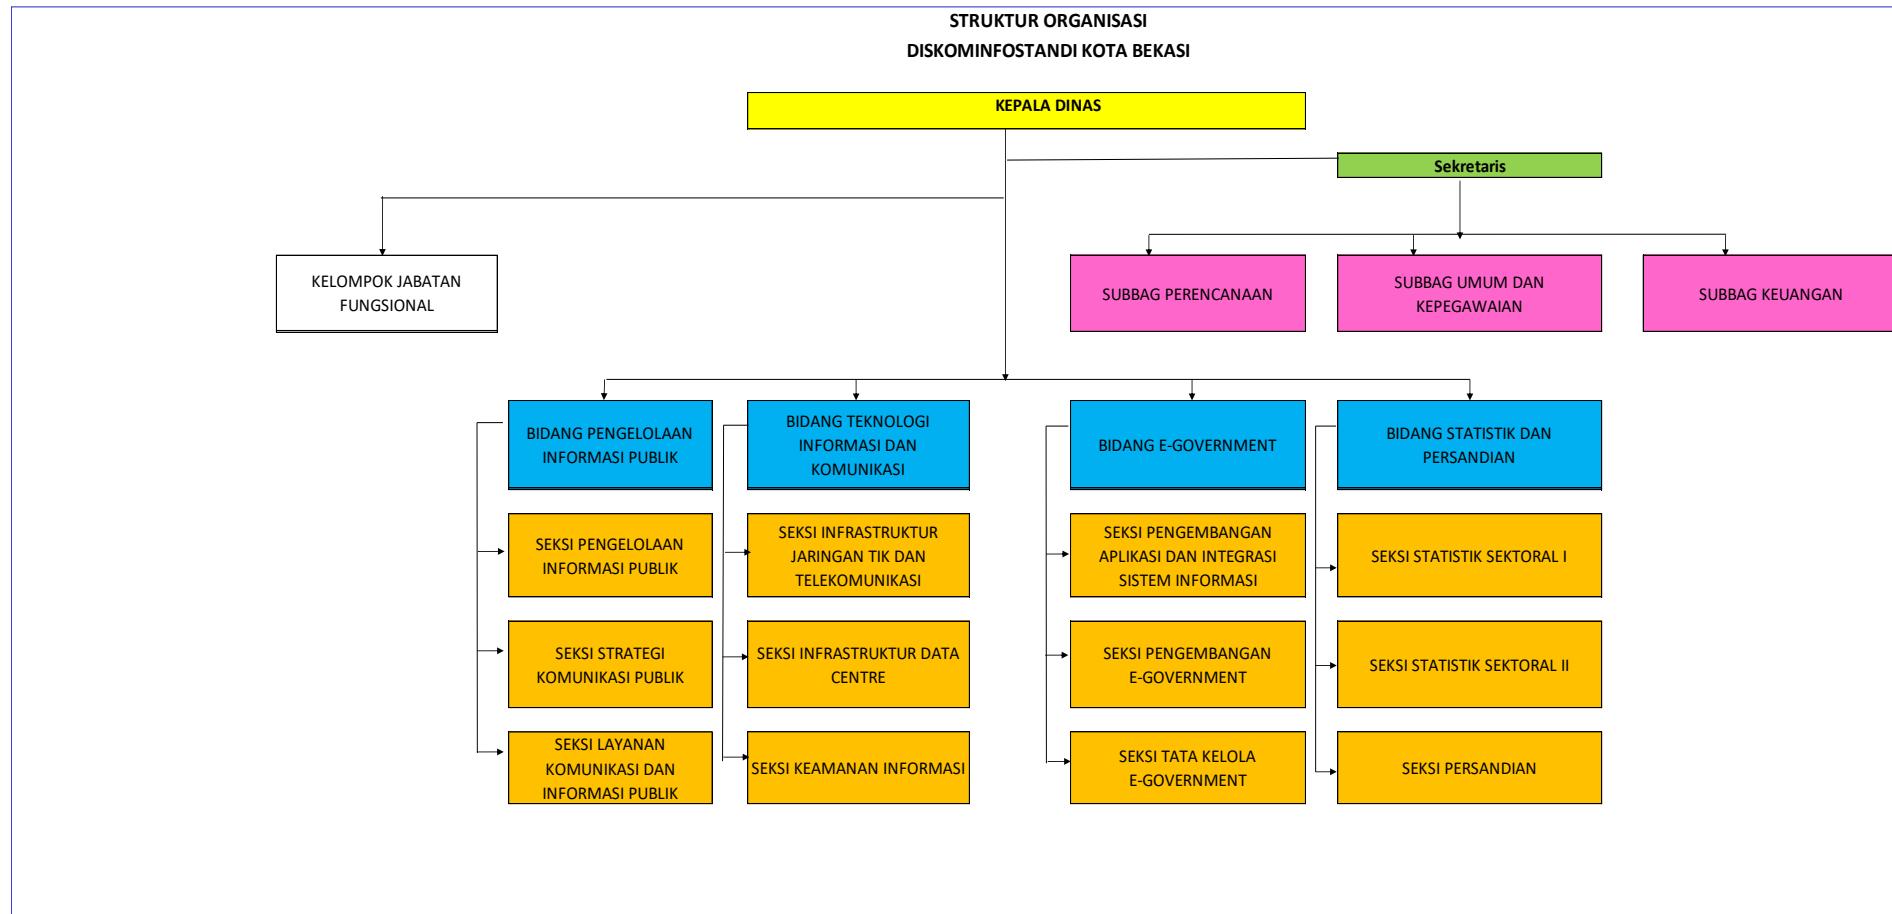 STRUKTUR ORGANISASI
DISKOMINFOSTANDI KOTA BEKASI
KEPALA DINAS
Sekretaris
KELOMPOK JABATAN
FUNGSIONAL
SUBBAG PERENCANAAN
SUBBAG UMUM DAN
KEPEGAWAIAN
SUBBAG KEUANGAN
BIDANG PENGELOLAAN
INFORMASI PUBLIK
BIDANG TEKNOLOGI
INFORMASI DAN
KOMUNIKASI
BIDANG E-GOVERNMENT
BIDANG STATISTIK DAN
PERSANDIAN
SEKSI PENGELOLAAN
INFORMASI PUBLIK
SEKSI INFRASTRUKTUR
JARINGAN TIK DAN
TELEKOMUNIKASI
SEKSI PENGEMBANGAN
APLIKASI DAN INTEGRASI
SISTEM INFORMASI
SEKSI STATISTIK SEKTORAL I
SEKSI STRATEGI
KOMUNIKASI PUBLIK
SEKSI INFRASTRUKTUR DATA
CENTRE
SEKSI PENGEMBANGAN
E-GOVERNMENT
SEKSI STATISTIK SEKTORAL II
SEKSI LAYANAN
KOMUNIKASI DAN
INFORMASI PUBLIK
SEKSI KEAMANAN INFORMASI
SEKSI TATA KELOLA
E-GOVERNMENT
SEKSI PERSANDIAN